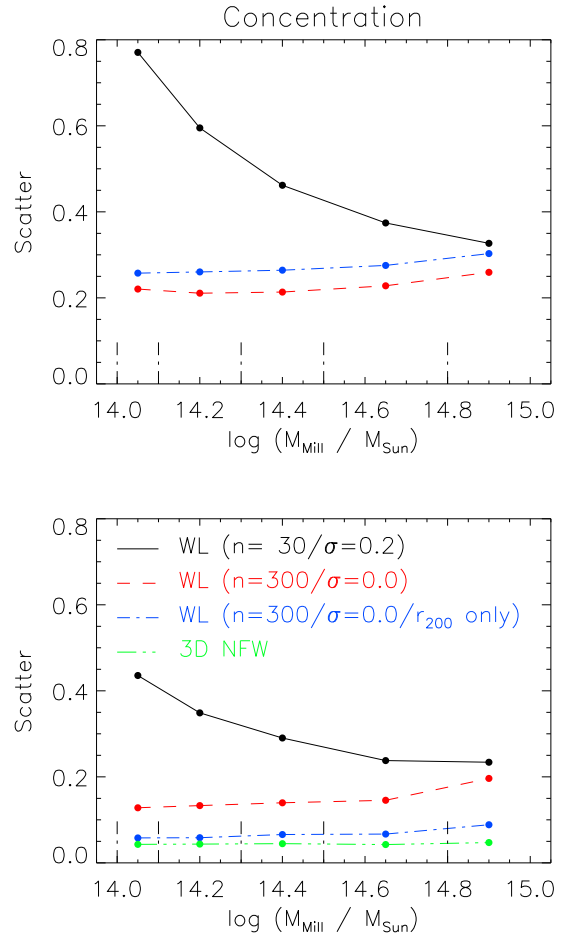 Concentration
0.8
0.6
0.4
0.2
0.0
Scatter
14.0 14.2 14.4 14.6 14.8 15.0
log (M_Mill / M_Sun)
0.8
0.6
0.4
0.2
0.0
Scatter
WL (n= 30/σ=0.2)
WL (n=300/σ=0.0)
WL (n=300/σ=0.0/r_200 only)
3D NFW
14.0 14.2 14.4 14.6 14.8 15.0
log (M_Mill / M_Sun)